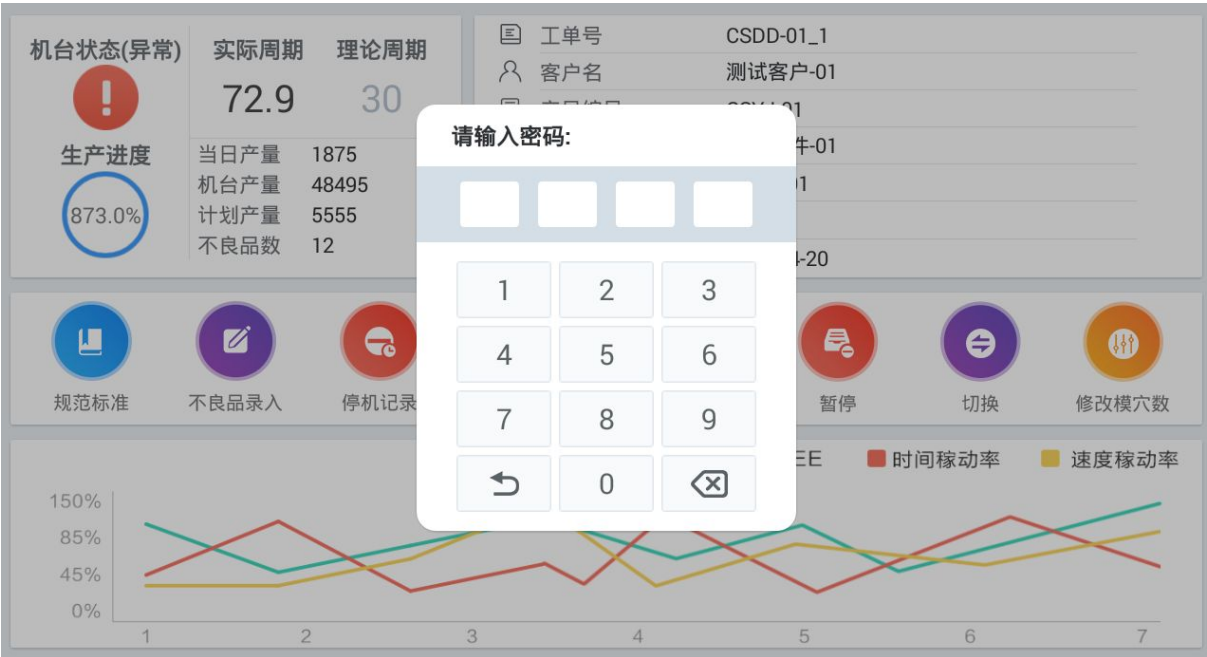 机台状态(异常)
实际周期
理论周期
72.9
30
生产进度
873.0%
当日产量 1875
机台产量 48495
计划产量 5555
不良品数 12
工单号 CSDD-01_1
客户名 测试客户-01
件-01
-20
请输入密码:
1 2 3
4 5 6
7 8 9
0
规范标准
不良品录入
停机记录
暂停
切换
修改模穴数
EE
时间稼动率
速度稼动率
150%
85%
45%
0%
1 2 3 4 5 6 7